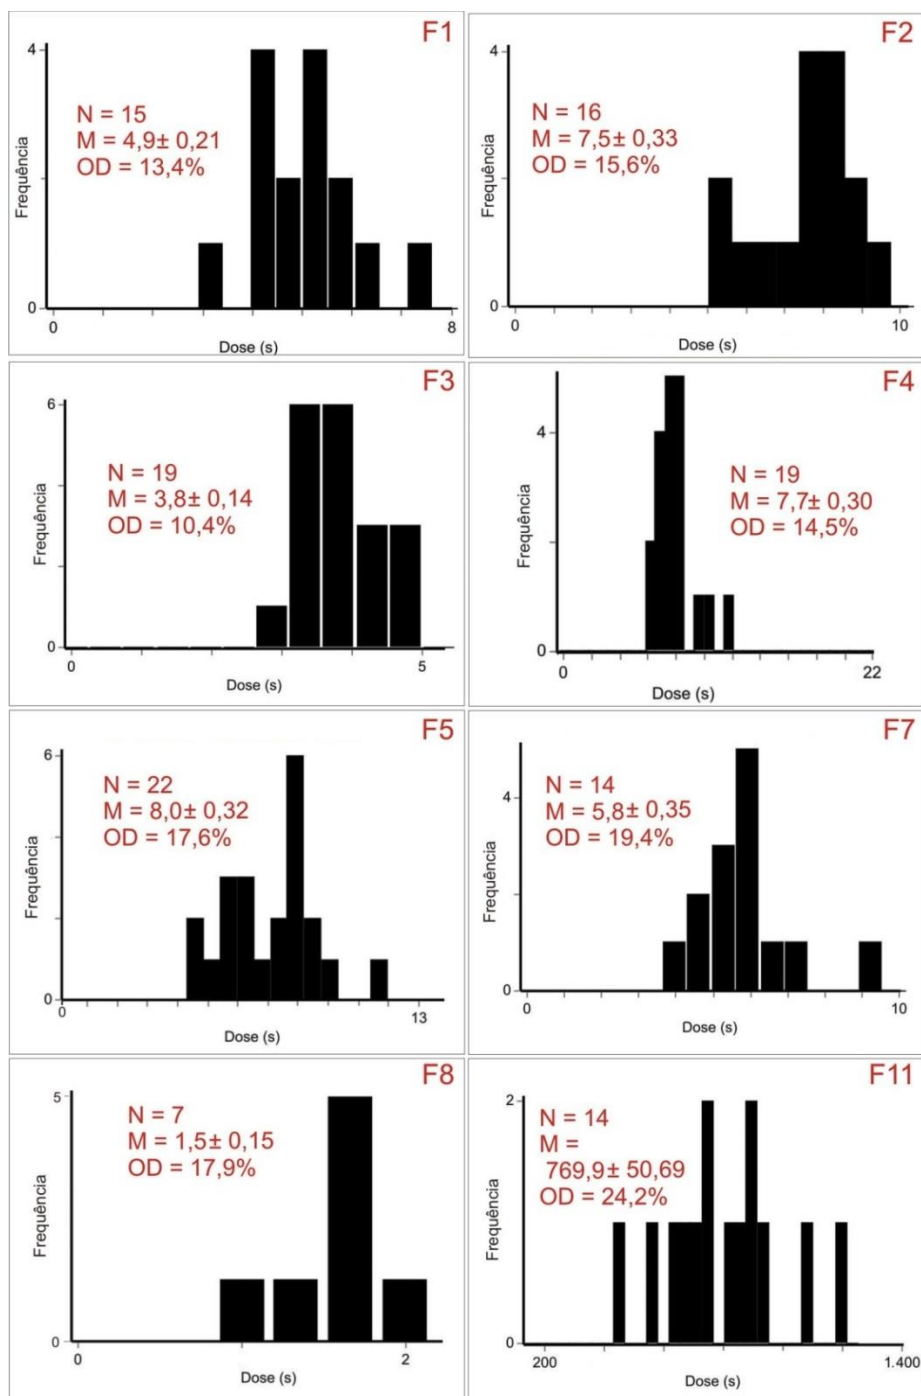 F1
4
N = 15
M = 4,9± 0,21
OD = 13,4%
Frequência
0
0
8
Dose (s)
F2
4
N = 16
M = 7,5± 0,33
OD = 15,6%
Frequência
0
0
10
Dose (s)
F3
6
N = 19
M = 3,8± 0,14
OD = 10,4%
Frequência
0
0
5
Dose (s)
F4
4
N = 19
M = 7,7± 0,30
OD = 14,5%
Frequência
0
0
22
Dose (s)
F5
6
N = 22
M = 8,0± 0,32
OD = 17,6%
Frequência
0
0
13
Dose (s)
F7
4
N = 14
M = 5,8± 0,35
OD = 19,4%
Frequência
0
0
10
Dose (s)
F8
5
N = 7
M = 1,5± 0,15
OD = 17,9%
Frequência
0
0
2
Dose (s)
F11
2
N = 14
M =
769,9± 50,69
OD = 24,2%
Frequência
0
200
1.400
Dose (s)